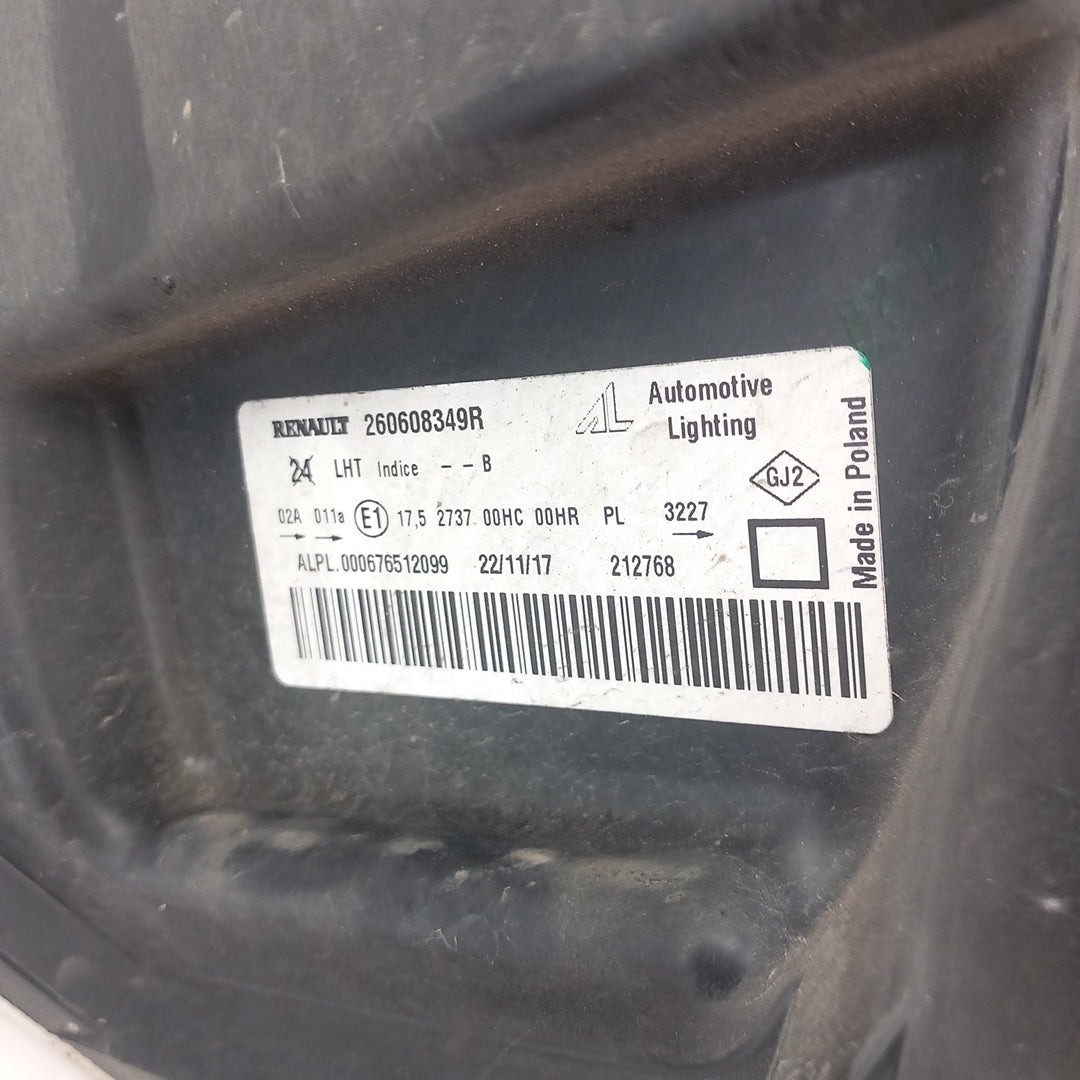 RENAULT 260608349R
AL Automotive
Lighting
24 LHT Indice - - B
GJ2
02A 011a E1 17,5 2737 00HC 00HR PL 3227
ALPL.000676512099 22/11/17 212768
Made in Poland